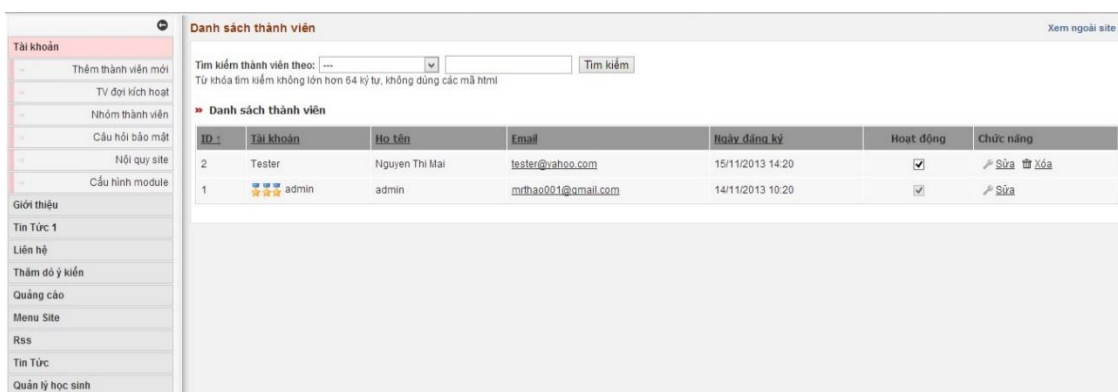 Danh sách thành viên
Xem ngoài site
Tài khoản
Thêm thành viên mới
TV đợi kích hoạt
Nhóm thành viên
Câu hỏi bảo mật
Nội quy site
Cấu hình module
Giới thiệu
Tin Tức 1
Liên hệ
Thăm dò ý kiến
Quảng cáo
Menu Site
Rss
Tin Tức
Quản lý học sinh
Tìm kiếm thành viên theo: --- Tìm kiếm
Từ khóa tìm kiếm không lớn hơn 64 ký tự, không dùng các mã html
Danh sách thành viên
ID Tài khoản Họ tên Email Ngày đăng ký Hoạt động Chức năng
2 Tester Nguyen Thi Mai tester@yahoo.com 15/11/2013 14:20 Sửa Xóa
1 admin admin mrthao001@gmail.com 14/11/2013 10:20 Sửa